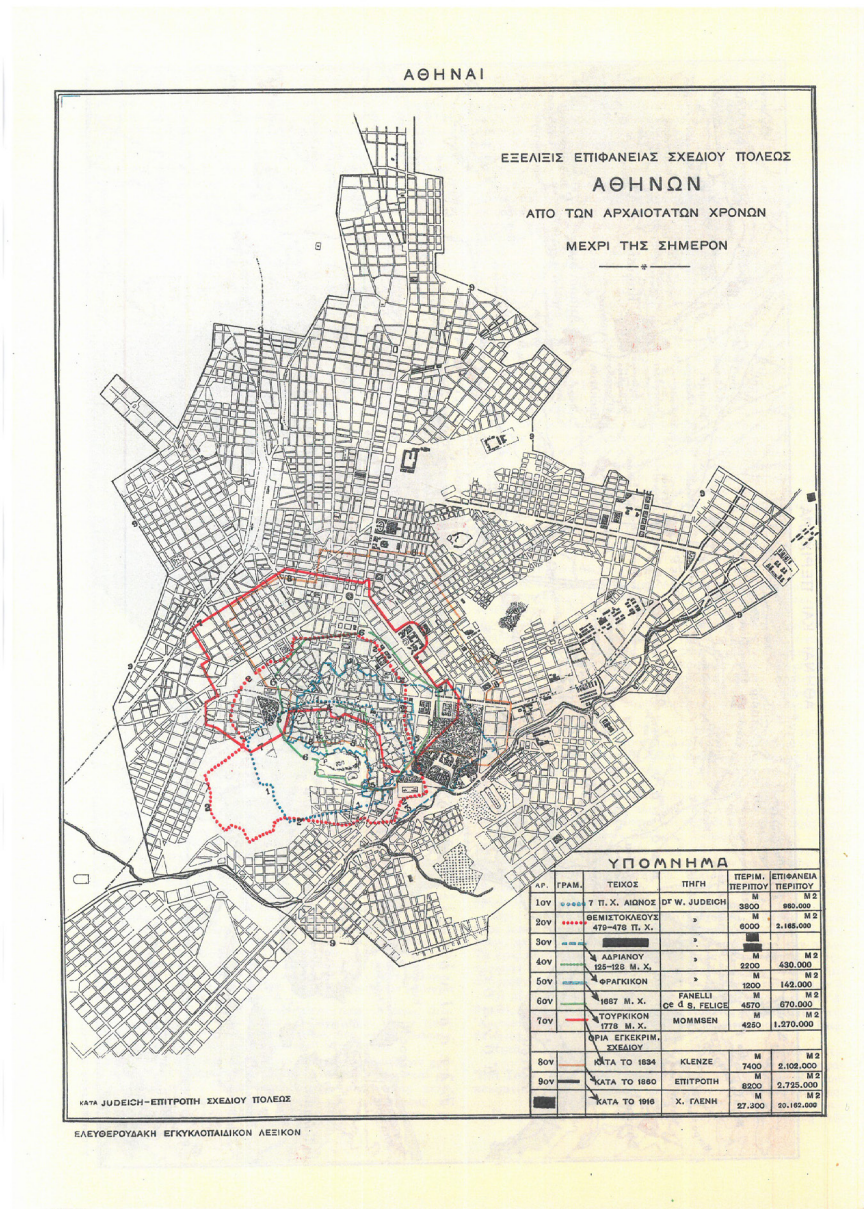 ΑΘΗΝΑΙ
ΕΞΕΛΙΞΙΣ ΕΠΙΦΑΝΕΙΑΣ ΣΧΕΔΙΟΥ ΠΟΛΕΩΣ
ΑΘΗΝΩΝ
ΑΠΟ ΤΩΝ ΑΡΧΑΙΟΤΑΤΩΝ ΧΡΟΝΩΝ
ΜΕΧΡΙ ΤΗΣ ΣΗΜΕΡΟΝ
ΥΠΟΜΝΗΜΑ
ΑΡ. ΓΡΑΜ. ΤΕΙΧΟΣ ΠΗΓΗ ΠΕΡΙΜ. ΠΕΡΙΠΟΥ ΕΠΙΦΑΝΕΙΑ ΠΕΡΙΠΟΥ
1ον 7 Π. Χ. ΑΙΩΝΟΣ Dr W. JUDEICH Μ 3800 Μ2 960.000
2ον ΘΕΜΙΣΤΟΚΛΕΟΥΣ 479-478 Π. Χ. » Μ 6000 Μ2 2.165.000
3ον »
4ον ΑΔΡΙΑΝΟΥ 125-128 Μ. Χ. » Μ 2200 Μ2 430.000
5ον ΦΡΑΓΚΙΚΟΝ Μ 1200 Μ2 142.000
6ον 1687 Μ. Χ. FANELLI S. FELICE Μ 4570 Μ2 670.000
7ον ΤΟΥΡΚΙΚΟΝ 1778 Μ. Χ. MOMMSEN Μ 4250 Μ2 1.270.000
ΟΡΙΑ ΕΓΚΕΚΡΙΜ. ΣΧΕΔΙΟΥ
8ον ΚΑΤΑ ΤΟ 1834 KLENZE Μ 7400 Μ2 2.102.000
9ον ΚΑΤΑ ΤΟ 1860 ΕΠΙΤΡΟΠΗ Μ 8200 Μ2 2.725.000
ΚΑΤΑ ΤΟ 1916 Χ. ΓΛΕΝΗ Μ 27.300 Μ2 20.162.000
ΚΑΤΑ JUDEICH-ΕΠΙΤΡΟΠΗ ΣΧΕΔΙΟΥ ΠΟΛΕΩΣ
ΕΛΕΥΘΕΡΟΥΔΑΚΗ ΕΓΚΥΚΛΟΠΑΙΔΙΚΟΝ ΛΕΞΙΚΟΝ